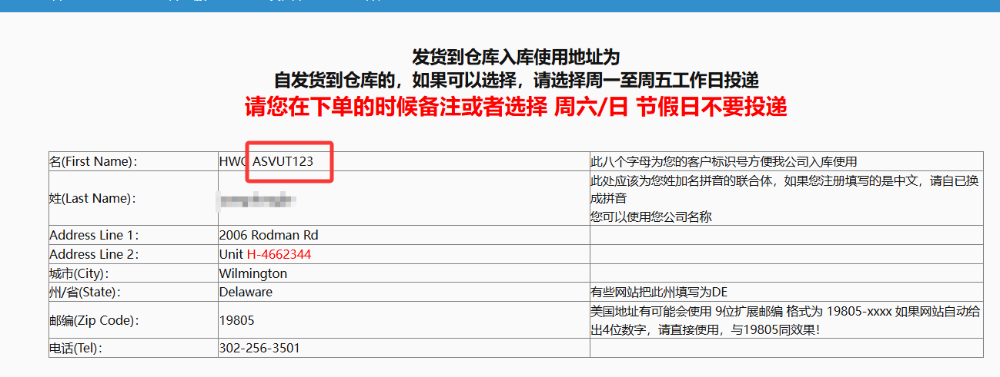 发货到仓库入库使用地址为
自发货到仓库的，如果可以选择，请选择周一至周五工作日投递
请您在下单的时候备注或者选择 周六/日 节假日不要投递
名(First Name)： HWC ASVUT123 此八个字母为您的客户标识号方便我公司入库使用
姓(Last Name)： 此处应该为您姓加名拼音的联合体，如果您注册填写的是中文，请自已换
成拼音
您可以使用您公司名称
Address Line 1： 2006 Rodman Rd
Address Line 2： Unit H-4662344
城市(City)： Wilmington
州/省(State)： Delaware 有些网站把此州填写为DE
邮编(Zip Code)： 19805 美国地址有可能会使用 9位扩展邮编 格式为 19805-xxxx 如果网站自动给
出4位数字，请直接使用，与19805同效果！
电话(Tel)： 302-256-3501